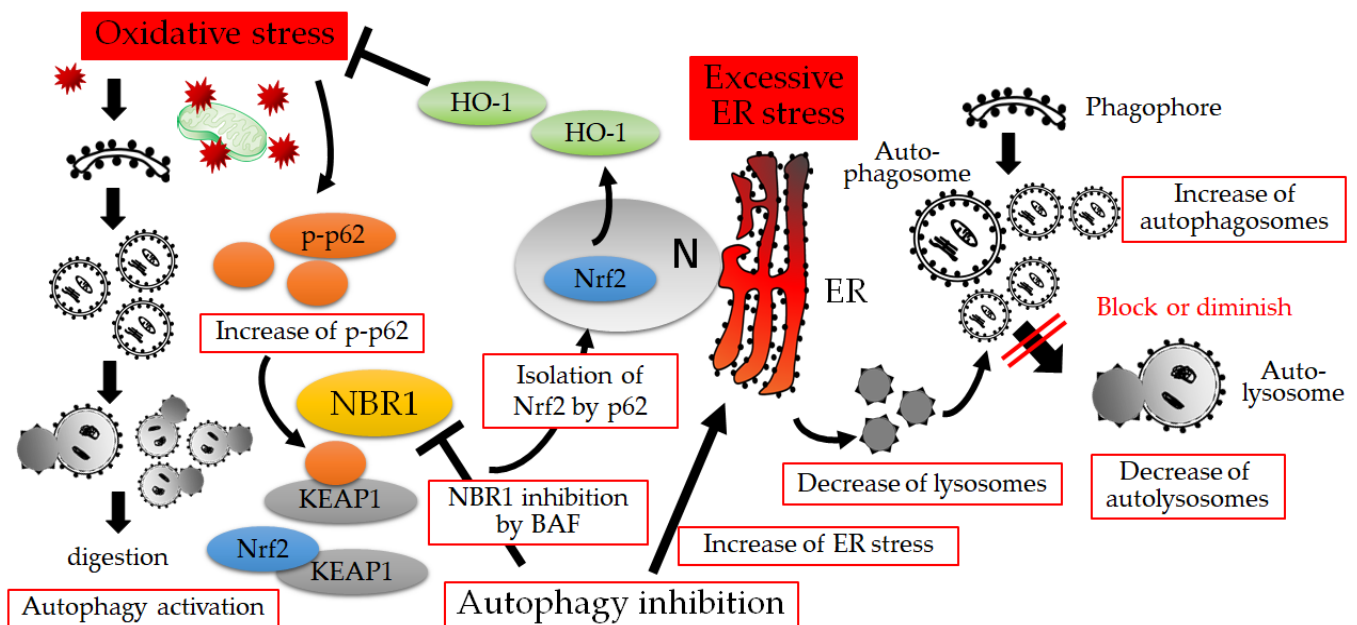 Oxidative stress
HO-1
HO-1
Excessive
ER stress
Phagophore
Auto-
phagosome
Increase of
autophagosomes
p-p62
N
Nrf2
ER
Increase of p-p62
Block or diminish
NBR1
Isolation of
Nrf2 by p62
Auto-
lysosome
KEAP1
NBR1 inhibition
by BAF
Decrease of lysosomes
Decrease of
autolysosomes
digestion
Nrf2
KEAP1
Increase of ER stress
Autophagy activation
Autophagy inhibition